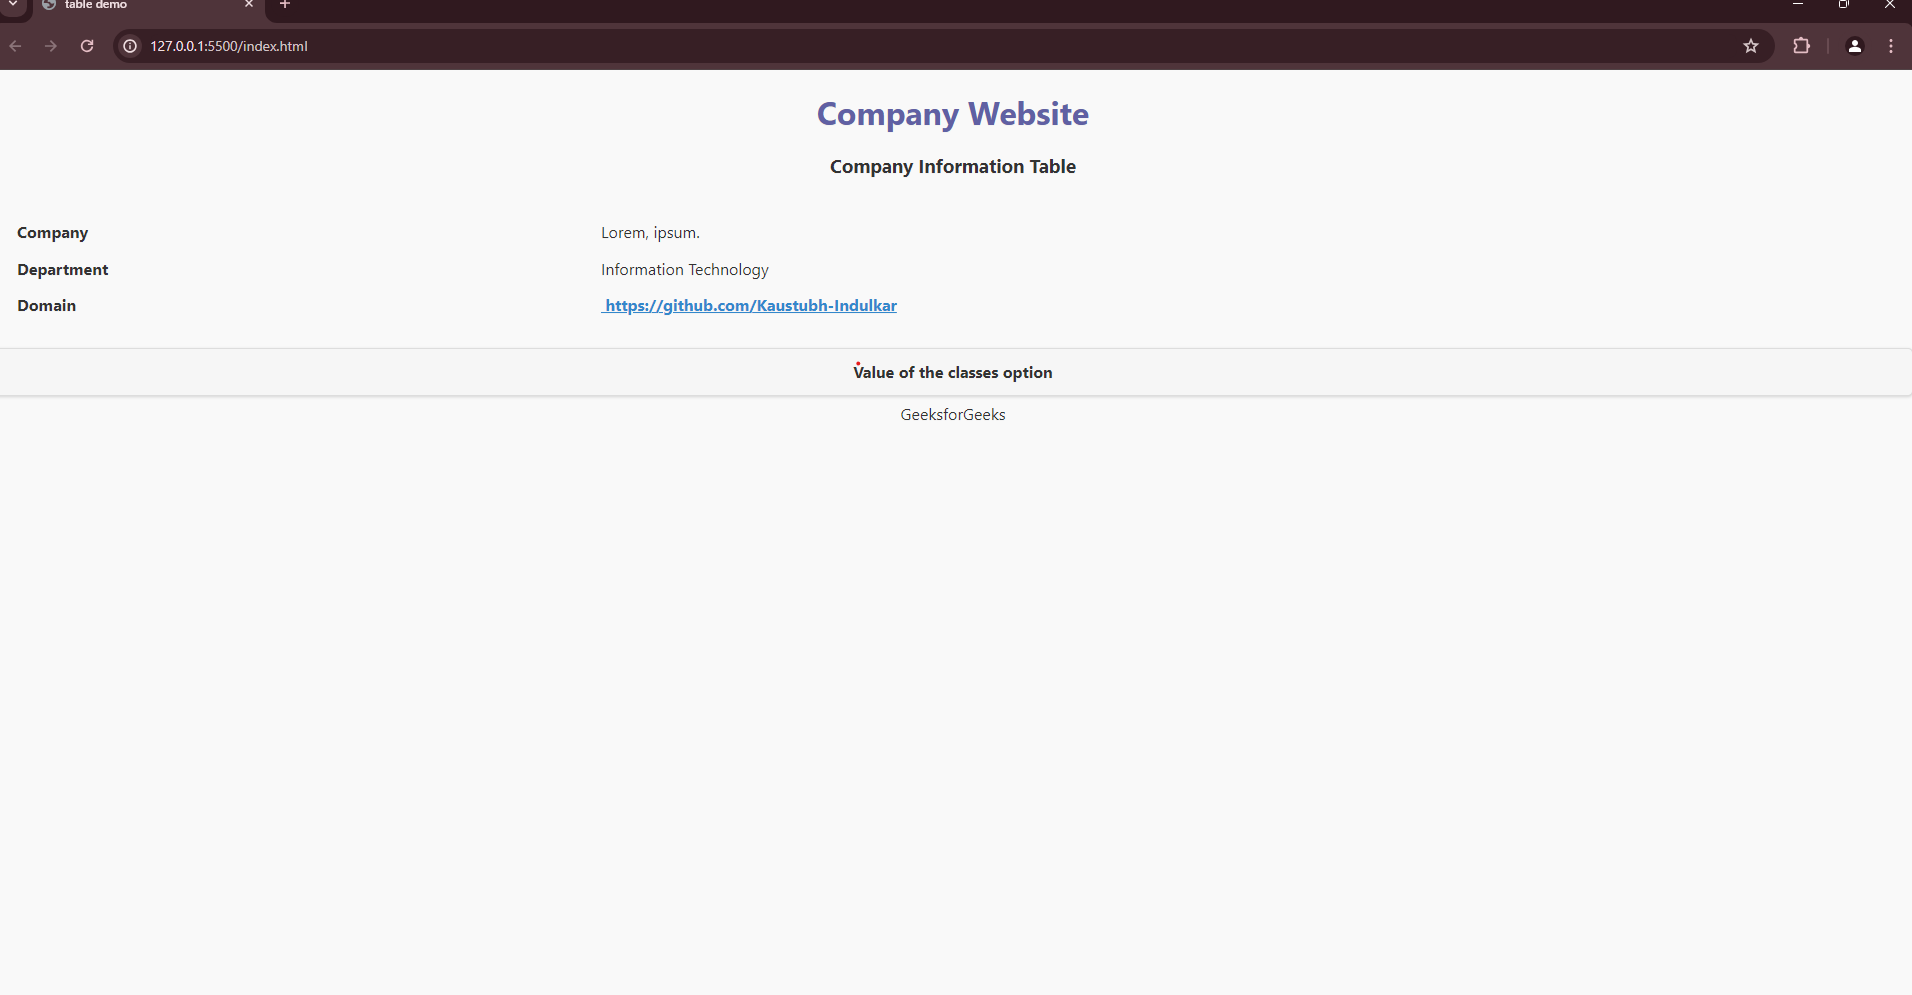 table demo
127.0.0.1:5500/index.html
Company Website
Company Information Table
Company Lorem, ipsum.
Department Information Technology
Domain https://github.com/Kaustubh-Indulkar
Value of the classes option
GeeksforGeeks